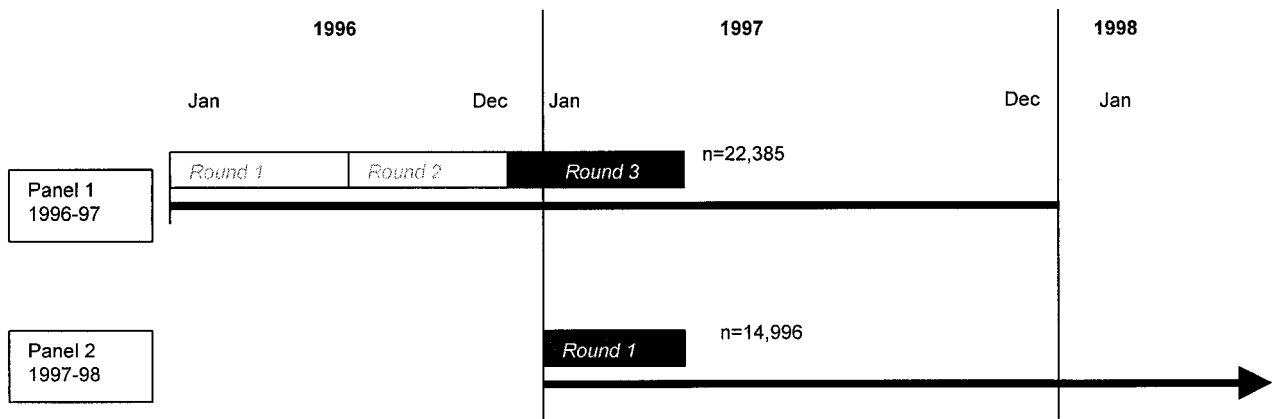 1996
1997
1998
Jan
Dec
Jan
Dec
Jan
Round 1
Round 2
Round 3
n=22,385
Panel 1
1996-97
n=14,996
Round 1
Panel 2
1997-98